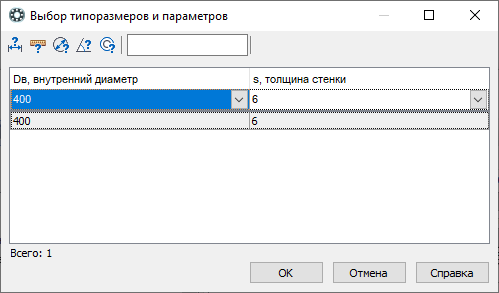 Выбор типоразмеров и параметров
Dв, внутренний диаметр s, толщина стенки
400 6
400 6
Всего: 1
OK Отмена Справка